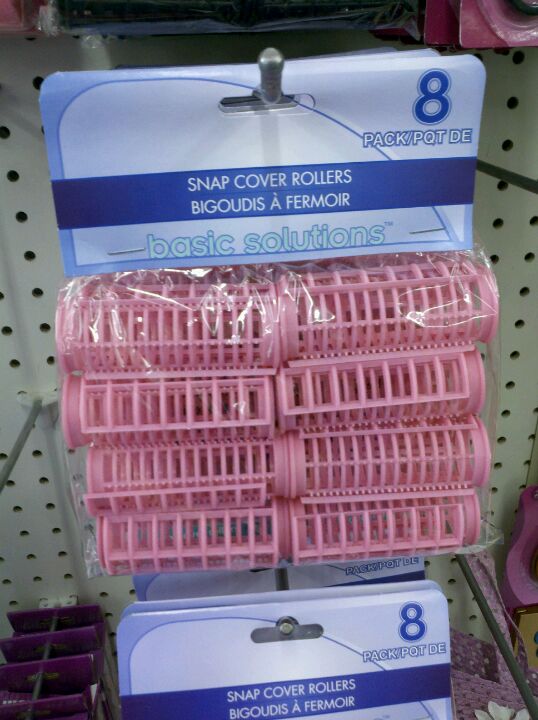 8
PACK/PQT DE
SNAP COVER ROLLERS
BIGOUDIS À FERMOIR
basic solutions™
PACK/PQT DE
8
PACK/PQT DE
SNAP COVER ROLLERS
BIGOUDIS À FERMOIR